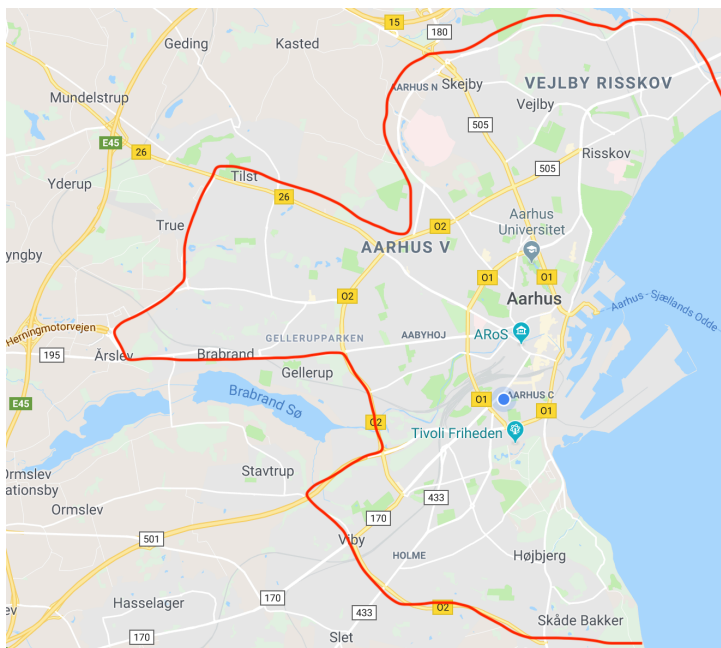 15
180
Geding
Kasted
AARHUS N
Skejby
VEJLBY RISSKOV
Mundelstrup
Vejlby
505
E45
26
Risskov
505
Yderup
Tilst
26
Aarhus
Universitet
True
O2
AARHUS V
yngby
O1
O1
O2
Aarhus
Aarhus - Sjællands Odde
Herningmotorvejen
GELLERUPPARKEN
AABYHOJ
ARoS
195
Årslev
Brabrand
Gellerup
E45
Brabrand Sø
O1
AARHUS C
O1
O2
Tivoli Friheden
Ormslev
ationsby
Stavtrup
433
Ormslev
170
501
Viby
HOLME
Højbjerg
ev
Hasselager
170
433
O2
Skåde Bakker
170
Slet